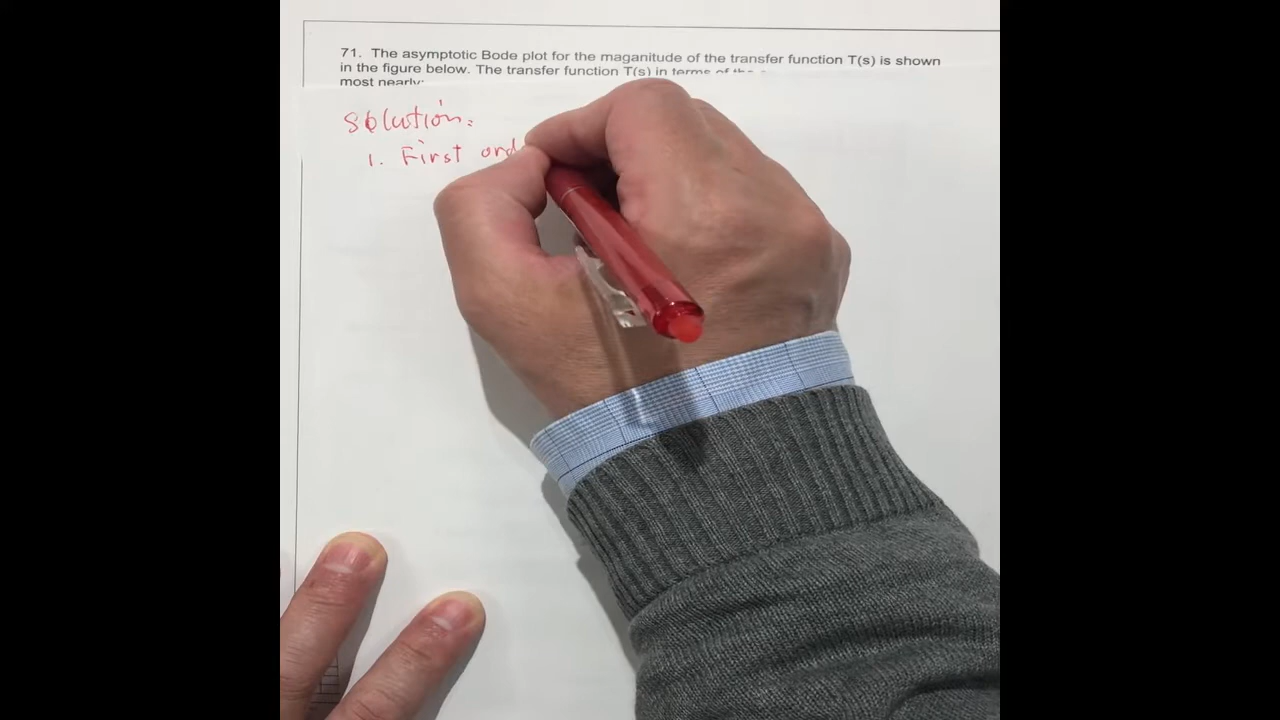 71. The asymptotic Bode plot for the maganitude of the transfer function T(s) is shown
in the figure below. The transfer function T(s) in terms of the
most nearly:
Solution:
1. First ord